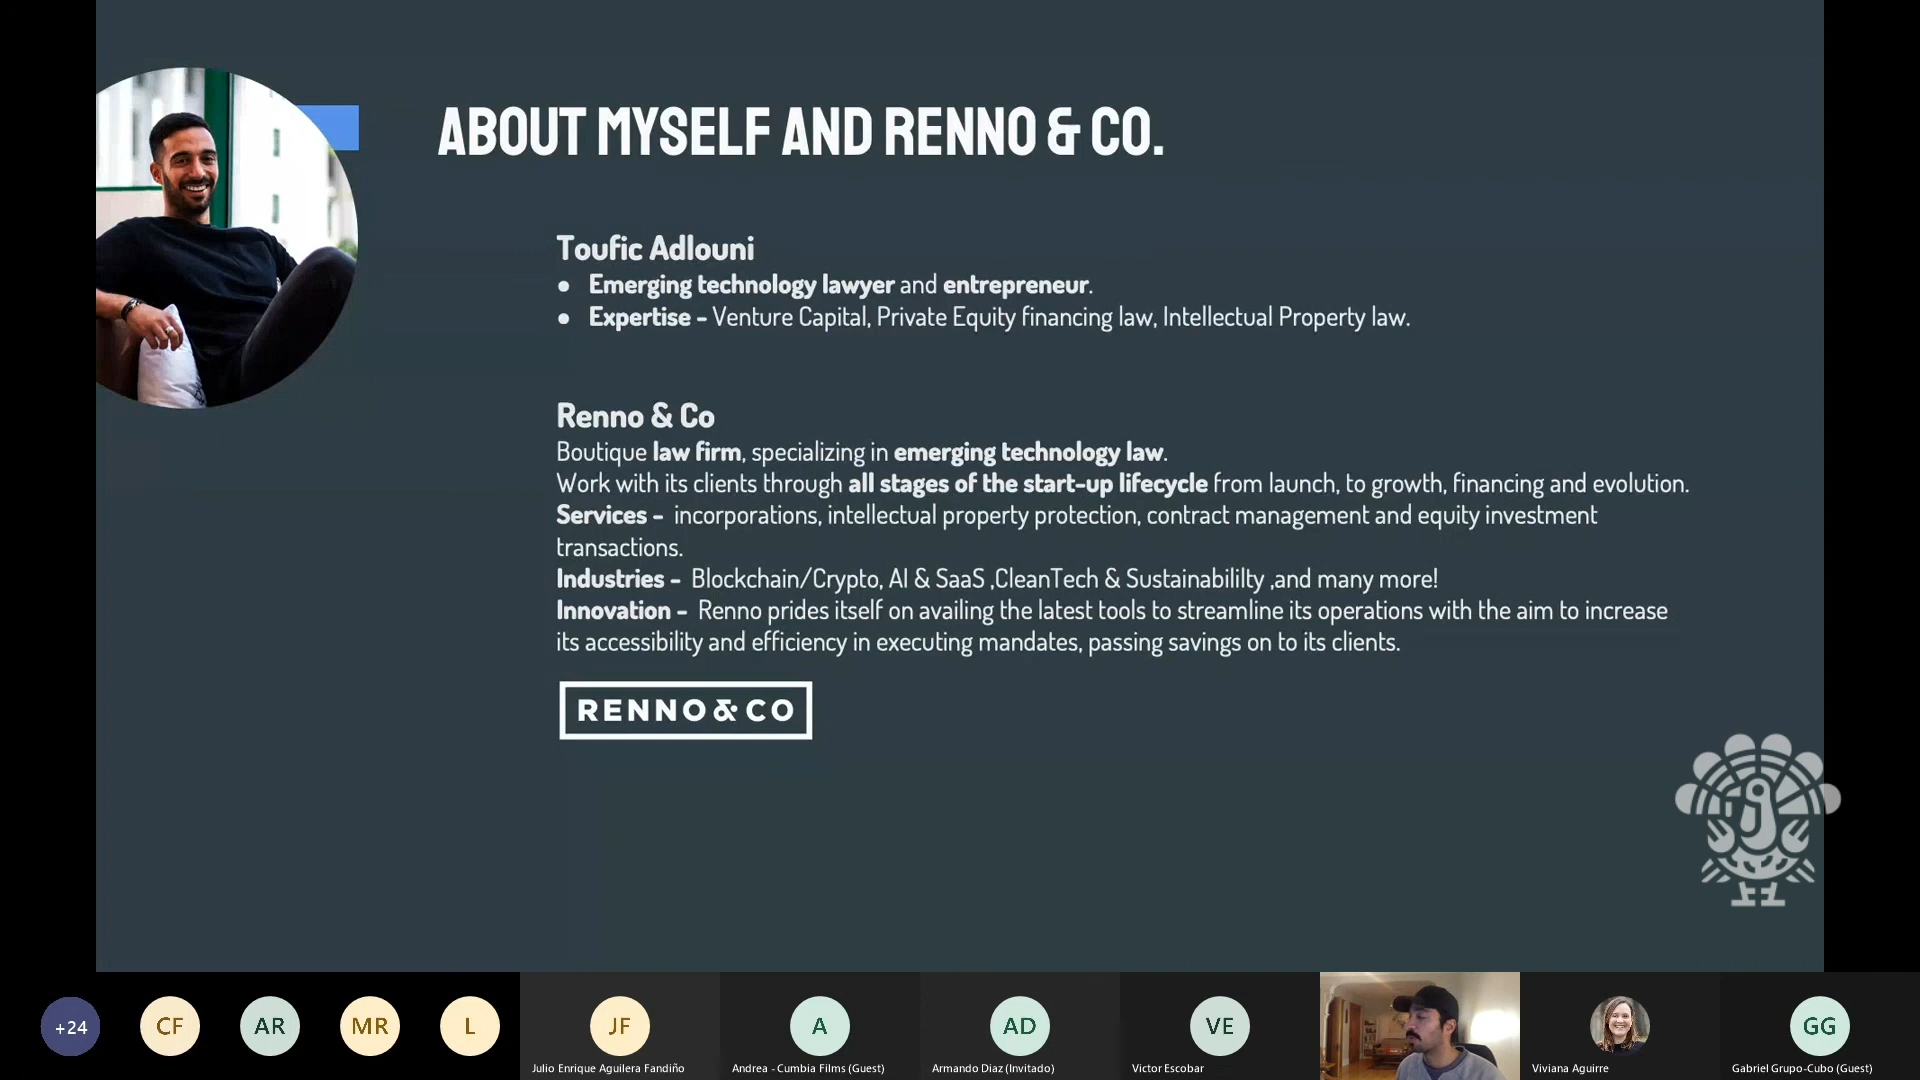 ABOUT MYSELF AND RENNO & CO.
Toufic Adlouni
● Emerging technology lawyer and entrepreneur.
● Expertise - Venture Capital, Private Equity financing law, Intellectual Property law.
Renno & Co
Boutique law firm, specializing in emerging technology law.
Work with its clients through all stages of the start-up lifecycle from launch, to growth, financing and evolution.
Services - incorporations, intellectual property protection, contract management and equity investment
transactions.
Industries - Blockchain/Crypto, AI & SaaS ,CleanTech & Sustainabililty ,and many more!
Innovation - Renno prides itself on availing the latest tools to streamline its operations with the aim to increase
its accessibility and efficiency in executing mandates, passing savings on to its clients.
RENNO&CO
+24 CF AR MR L JF A AD VE GG
Julio Enrique Aguilera Fandiño Andrea - Cumbia Films (Guest) Armando Diaz (Invitado) Victor Escobar Viviana Aguirre Gabriel Grupo-Cubo (Guest)